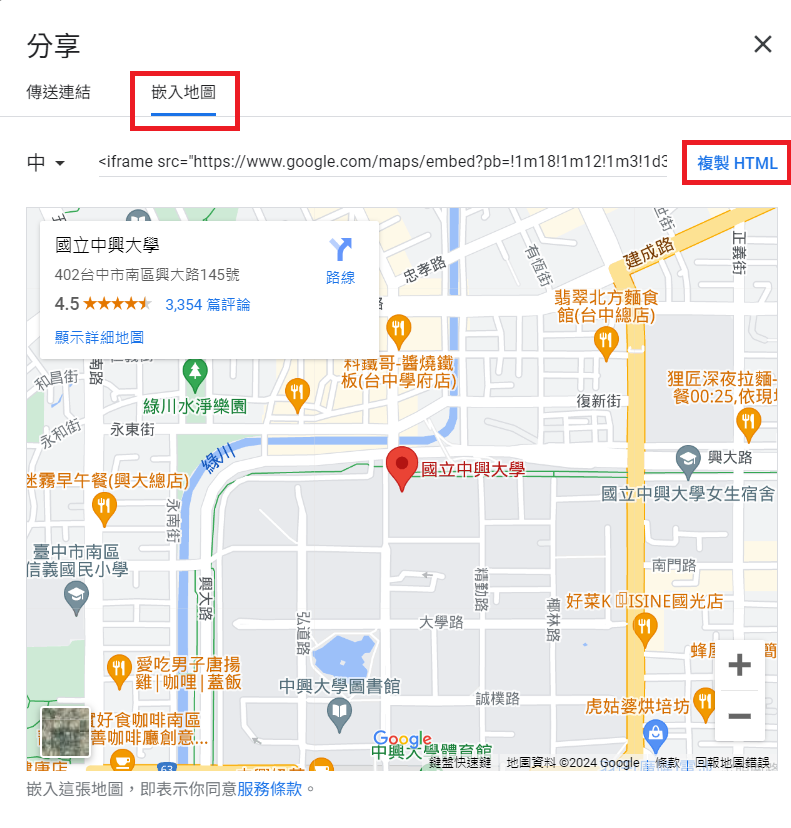 分享
傳送連結
嵌入地圖
中
<iframe src="https://www.google.com/maps/embed?pb=!1m18!1m12!1m3!1d3
複製 HTML
國立中興大學
402台中市南區興大路145號
4.5
3,354 篇評論
顯示詳細地圖
路線
忠孝路
有恆街
建成路
正義街
翡翠北方麵食
館(台中總店)
和昌街
科鐵哥-醬燒鐵
板(台中學府店)
狸匠深夜拉麵-
餐00:25,依現場
綠川水淨樂園
復新街
永和街
永東街
綠川
國立中興大學
興大路
迷霧早午餐(興大總店)
國立中興大學女生宿舍
永南街
臺中市南區
信義國民小學
南門路
精勤路
興大路
好菜K
ISINE國光店
椰林路
弘道路
大學路
愛吃男子唐揚
雞|咖哩|蓋飯
中興大學圖書館
誠樸路
虎姑婆烘培坊
好食咖啡南區
善咖啡廳創意...
Google
中興大學體育館
63
鍵盤快速鍵
地圖資料 ©2024 Google
條款
回報地圖錯誤
嵌入這張地圖，即表示你同意服務條款。